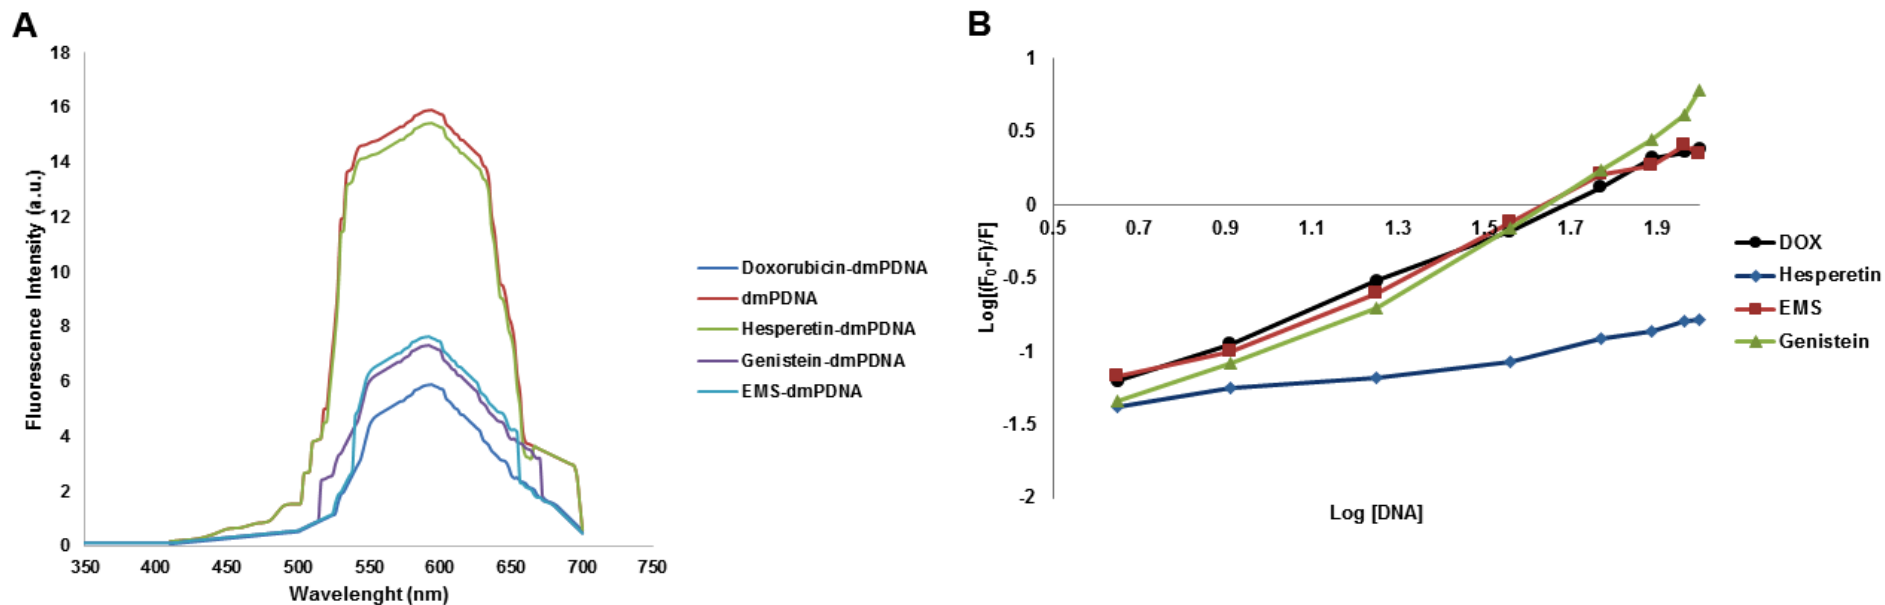 A
Fluorescence Intensity (a.u.)
18
16
14
12
10
8
6
4
2
0
350 400 450 500 550 600 650 700 750
Wavelenght (nm)
Doxorubicin-dmPDNA
dmPDNA
Hesperetin-dmPDNA
Genistein-dmPDNA
EMS-dmPDNA
B
Log[(F₀-F)/F]
1
0.5
0
-0.5
-1
-1.5
-2
0.5 0.7 0.9 1.1 1.3 1.5 1.7 1.9
Log [DNA]
DOX
Hesperetin
EMS
Genistein